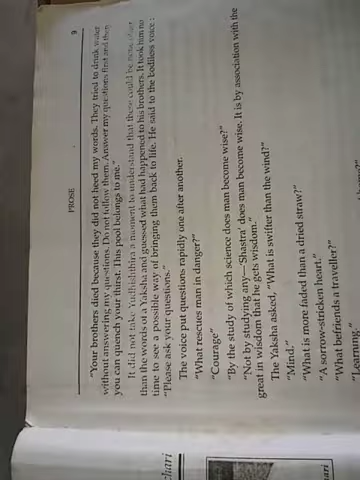 PROSE 9
"Your brothers died because they did not heed my words. They tried to drink water
without answering my questions. Do not follow them. Answer my questions first and then
you can quench your thirst. This pool belongs to me."
It did not take Yudhishthira a moment to understand that these could be none other
than the words of a Yaksha and guessed what had happened to his brothers. It took him no
time to see a possible way of bringing them back to life. He said to the bodiless voice :
"Please ask your questions."
The voice put questions rapidly one after another.
"What rescues man in danger?"
"Courage"
"By the study of which science does man become wise?"
"Not by studying any—'Shastra' does man become wise. It is by association with the
great in wisdom that he gets wisdom."
The Yaksha asked, "What is swifter than the wind?"
"Mind."
"What is more faded than a dried straw?"
"A sorrow-stricken heart."
"What befriends a traveller?"
"Learning."
chari
ari